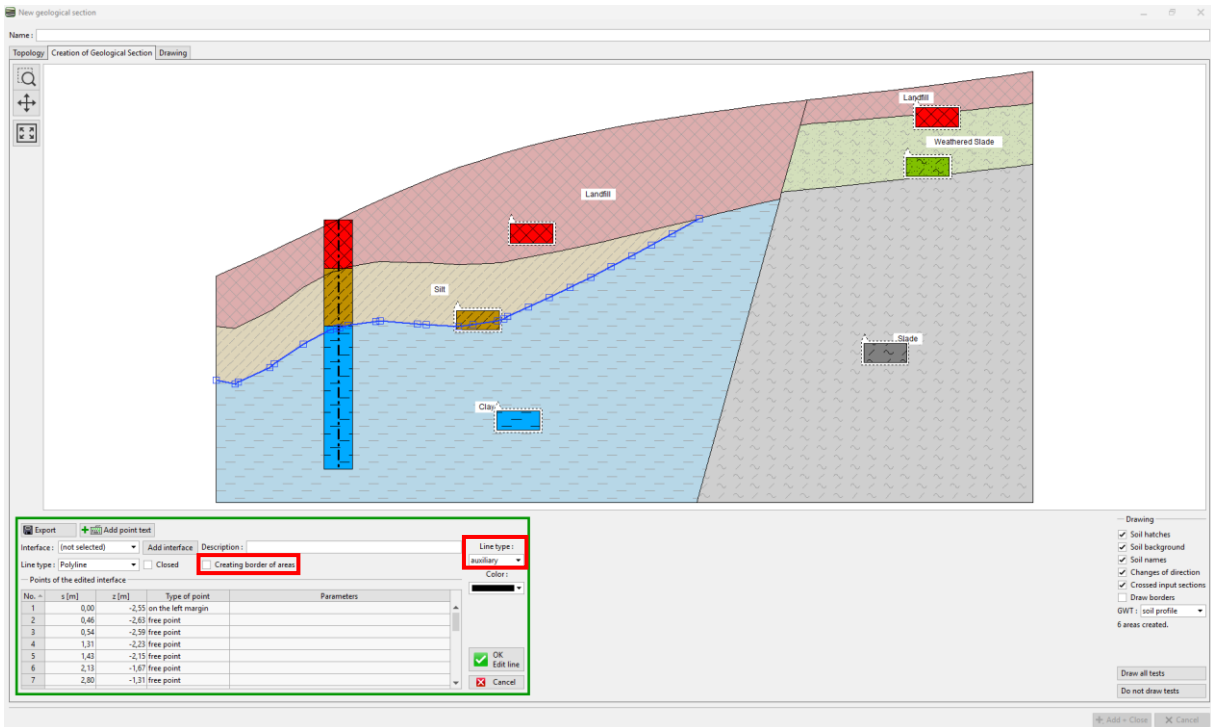 New geological section
Name :
Topology Creation of Geological Section Drawing
Landfill
Weathered Slade
Landfill
Silt
Slade
Clay
Export Add point text
Interface : (not selected) Add interface Description :
Line type : Polyline Closed Creating border of areas
Points of the edited interface
No. s [m] z [m] Type of point Parameters
1 0,00 -2,55 on the left margin
2 0,46 -2,63 free point
3 0,54 -2,59 free point
4 1,31 -2,23 free point
5 1,43 -2,15 free point
6 2,13 -1,67 free point
7 2,80 -1,31 free point
Line type :
auxiliary
Color :
OK
Edit line
Cancel
Drawing
Soil hatches
Soil background
Soil names
Changes of direction
Crossed input sections
Draw borders
GWT : soil profile
6 areas created.
Draw all tests
Do not draw tests
Add + Close Cancel